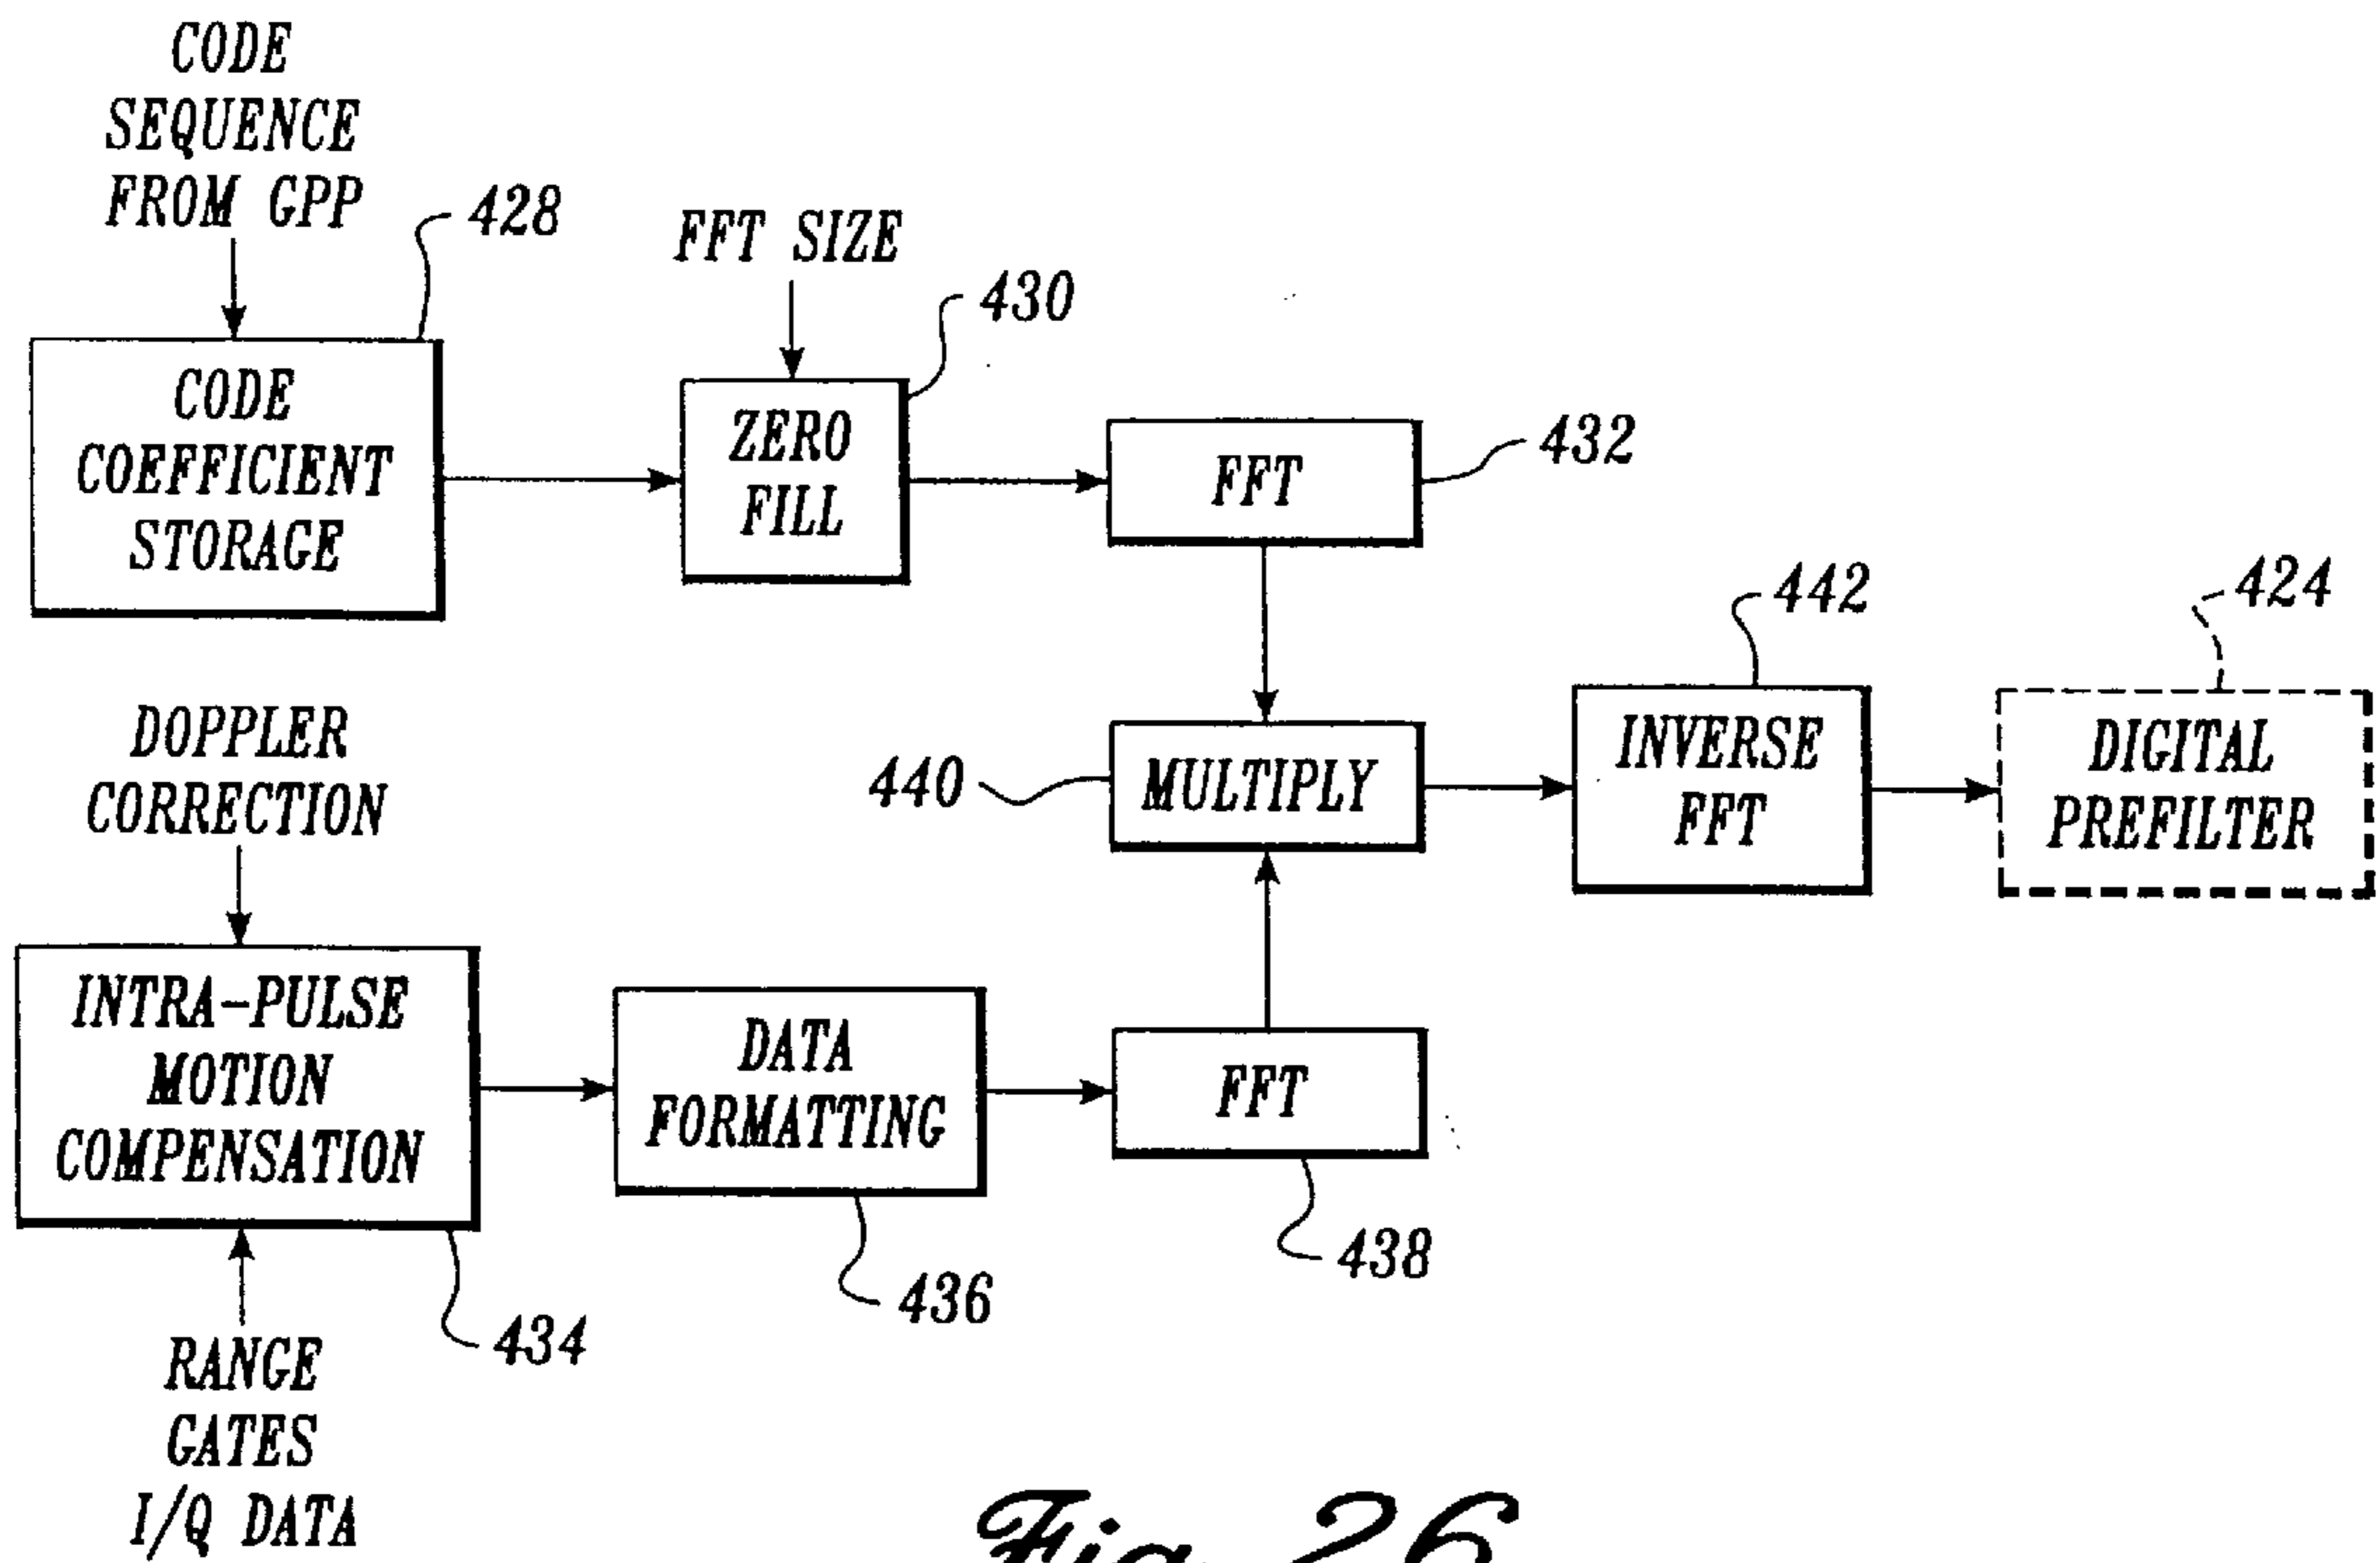 CODE
SEQUENCE
FROM GPP
428
FFT SIZE
430
CODE
COEFFICIENT
STORAGE
ZERO
FILL
FFT
432
442
424
DOPPLER
CORRECTION
440
MULTIPLY
INVERSE
FFT
DIGITAL
PREFILTER
INTRA-PULSE
MOTION
COMPENSATION
DATA
FORMATTING
FFT
438
436
434
RANGE
GATES
I/Q DATA
Fig. 26